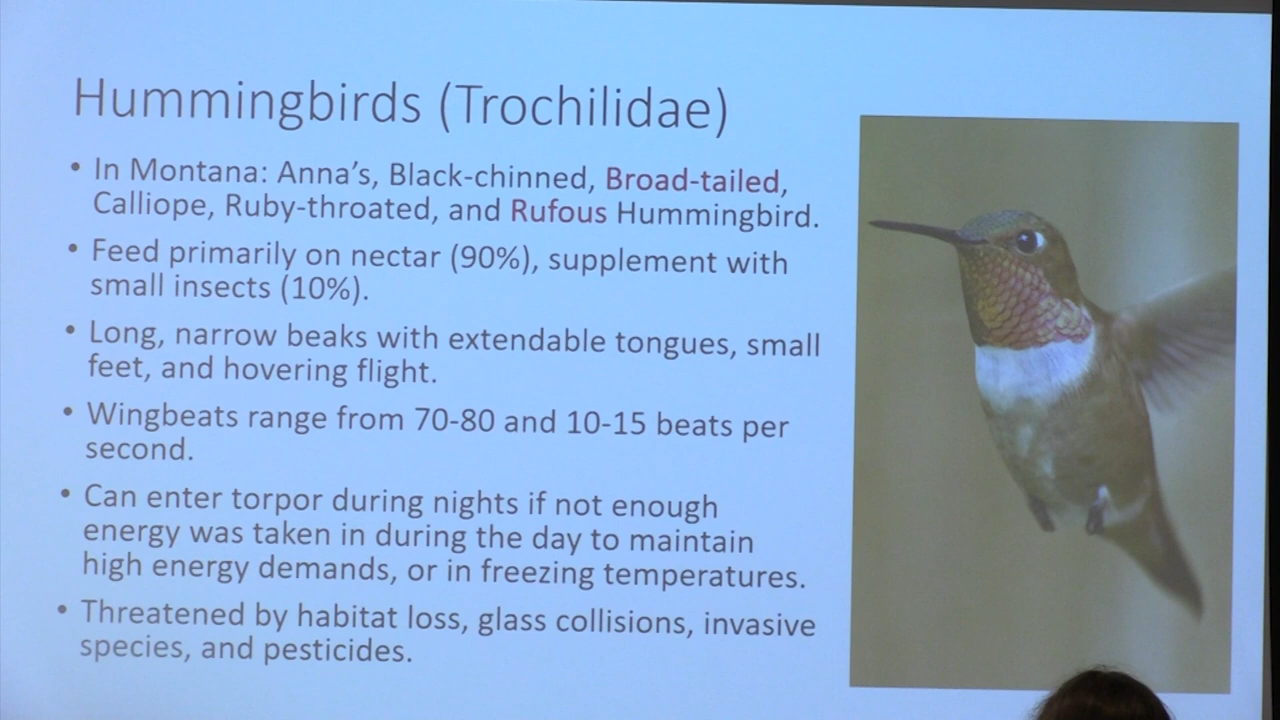 Hummingbirds (Trochilidae)
• In Montana: Anna's, Black-chinned, Broad-tailed,
Calliope, Ruby-throated, and Rufous Hummingbird.
• Feed primarily on nectar (90%), supplement with
small insects (10%).
• Long, narrow beaks with extendable tongues, small
feet, and hovering flight.
• Wingbeats range from 70-80 and 10-15 beats per
second.
• Can enter torpor during nights if not enough
energy was taken in during the day to maintain
high energy demands, or in freezing temperatures.
• Threatened by habitat loss, glass collisions, invasive
species, and pesticides.